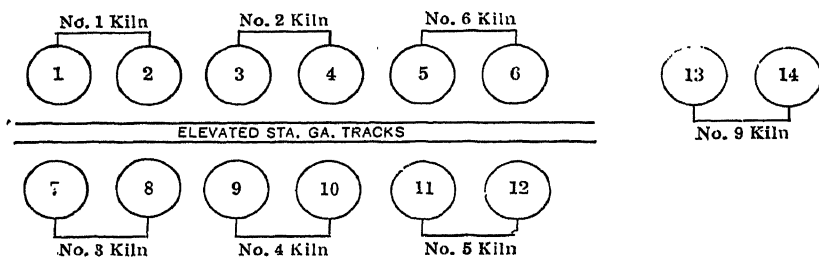 No. 1 Kiln No. 2 Kiln No. 6 Kiln
1 2 3 4 5 6 13 14
No. 9 Kiln
ELEVATED STA. GA. TRACKS
7 8 9 10 11 12
No. 3 Kiln No. 4 Kiln No. 5 Kiln